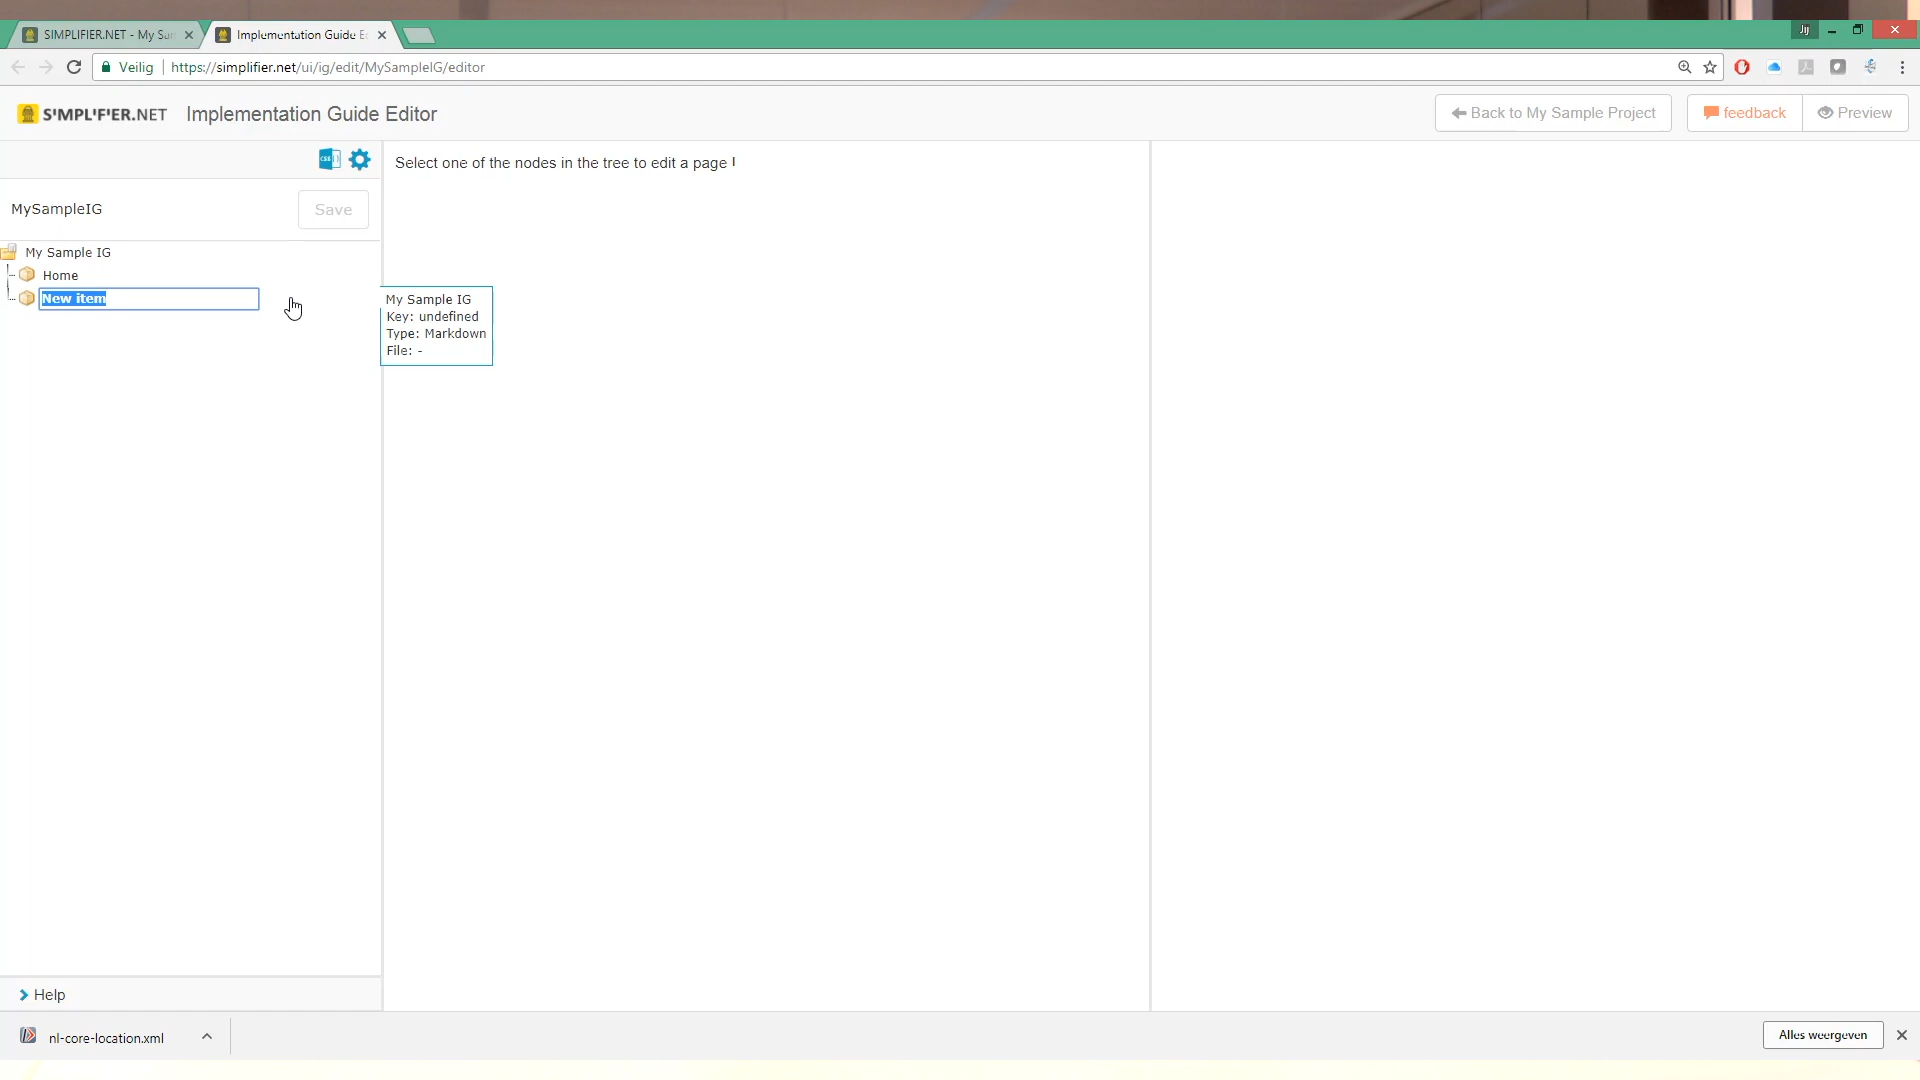 SIMPLIFIER.NET - My Sa
Implementation Guide E
Jij
Veilig
https://simplifier.net/ui/ig/edit/MySampleIG/editor
S!MPL!F!ER.NET
Implementation Guide Editor
Back to My Sample Project
feedback
Preview
Select one of the nodes in the tree to edit a page !
MySampleIG
Save
My Sample IG
Home
New item
My Sample IG
Key: undefined
Type: Markdown
File: -
Help
nl-core-location.xml
Alles weergeven